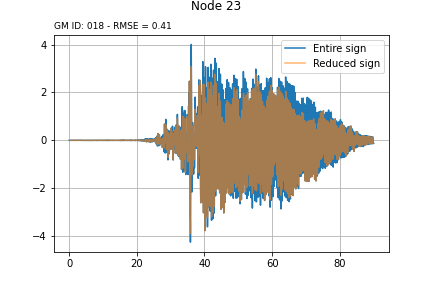 Node 23
GM ID: 018 - RMSE = 0.41
Entire sign
Reduced sign
4
2
0
−2
−4
0 20 40 60 80